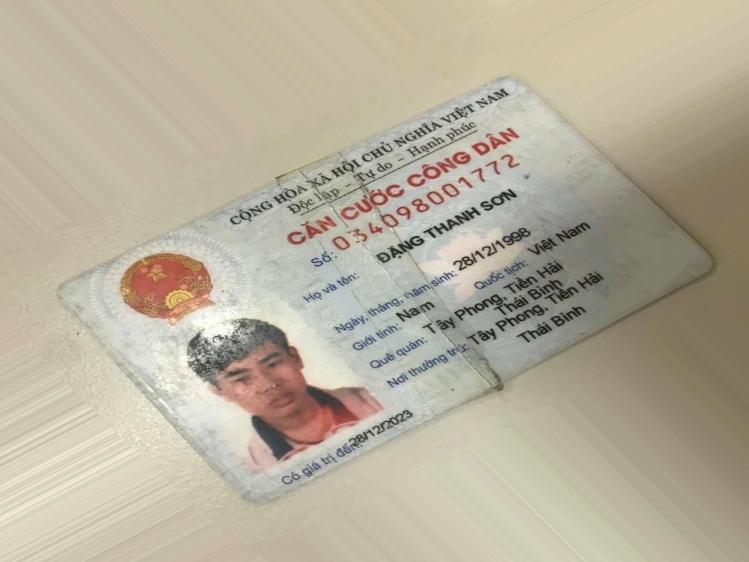 CỘNG HÒA XÃ HỘI CHỦ NGHĨA VIỆT NAM
Độc lập - Tự do - Hạnh phúc
CĂN CƯỚC CÔNG DÂN
Số: 034098001772
Họ và tên: ĐẶNG THANH SƠN
Ngày, tháng, năm sinh: 28/12/1998
Giới tính: Nam Quốc tịch: Việt Nam
Quê quán: Tây Phong, Tiền Hải
Thái Bình
Nơi thường trú: Tây Phong, Tiền Hải
Thái Bình
Có giá trị đến: 28/12/2023